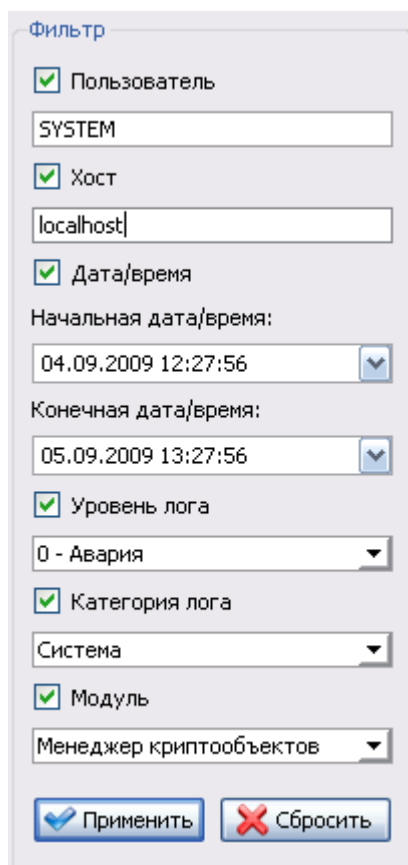 Фильтр
Пользователь
SYSTEM
Хост
localhost
Дата/время
Начальная дата/время:
04.09.2009 12:27:56
Конечная дата/время:
05.09.2009 13:27:56
Уровень лога
0 - Авария
Категория лога
Система
Модуль
Менеджер криптообъектов
Применить Сбросить